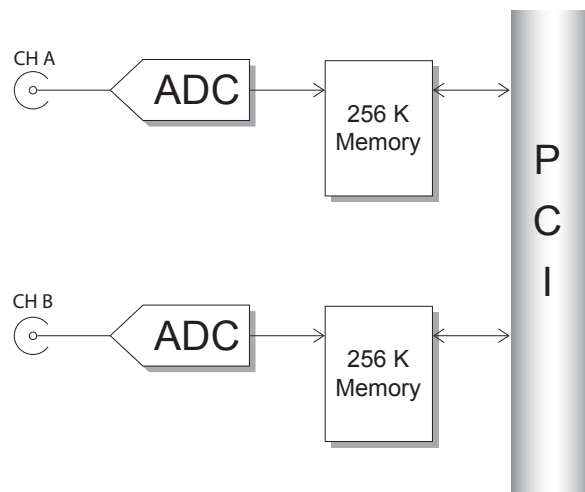 CH A
ADC
256 K
Memory
P
C
I
CH B
ADC
256 K
Memory